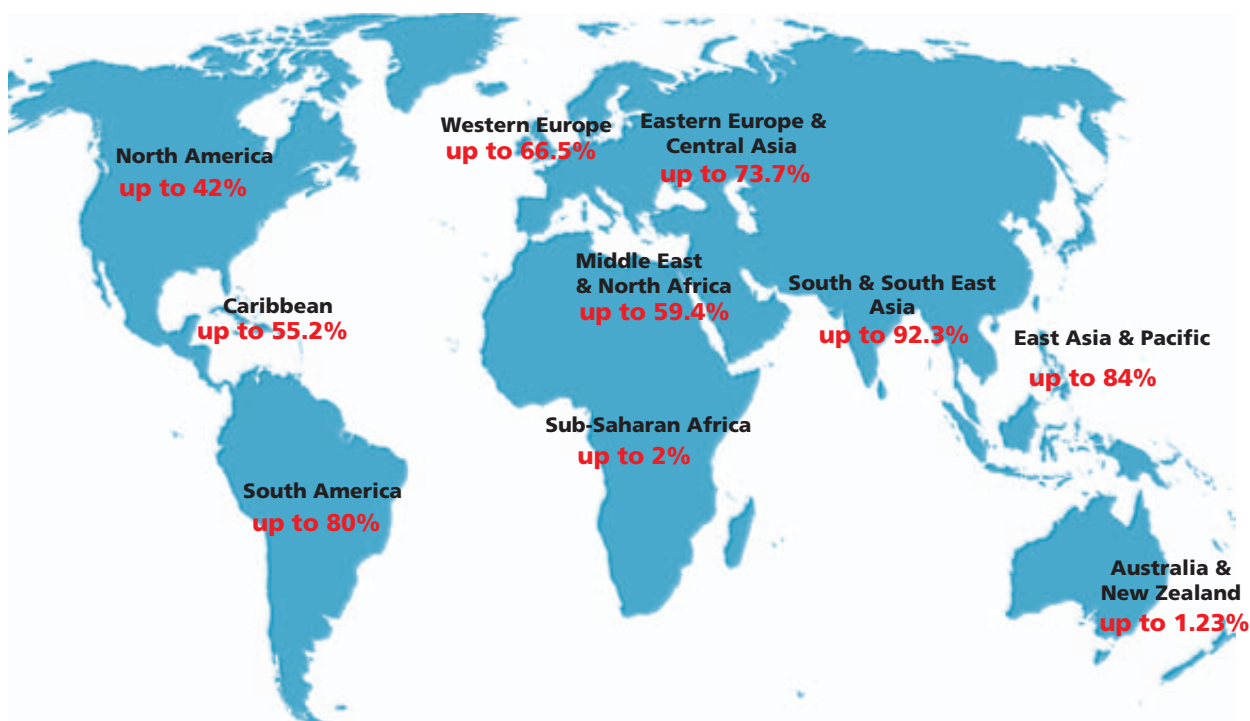 Western Europe
up to 66.5%
Eastern Europe &
Central Asia
up to 73.7%
North America
up to 42%
Middle East
& North Africa
up to 59.4%
South & South East
Asia
up to 92.3%
Caribbean
up to 55.2%
East Asia & Pacific
up to 84%
Sub-Saharan Africa
up to 2%
South America
up to 80%
Australia &
New Zealand
up to 1.23%